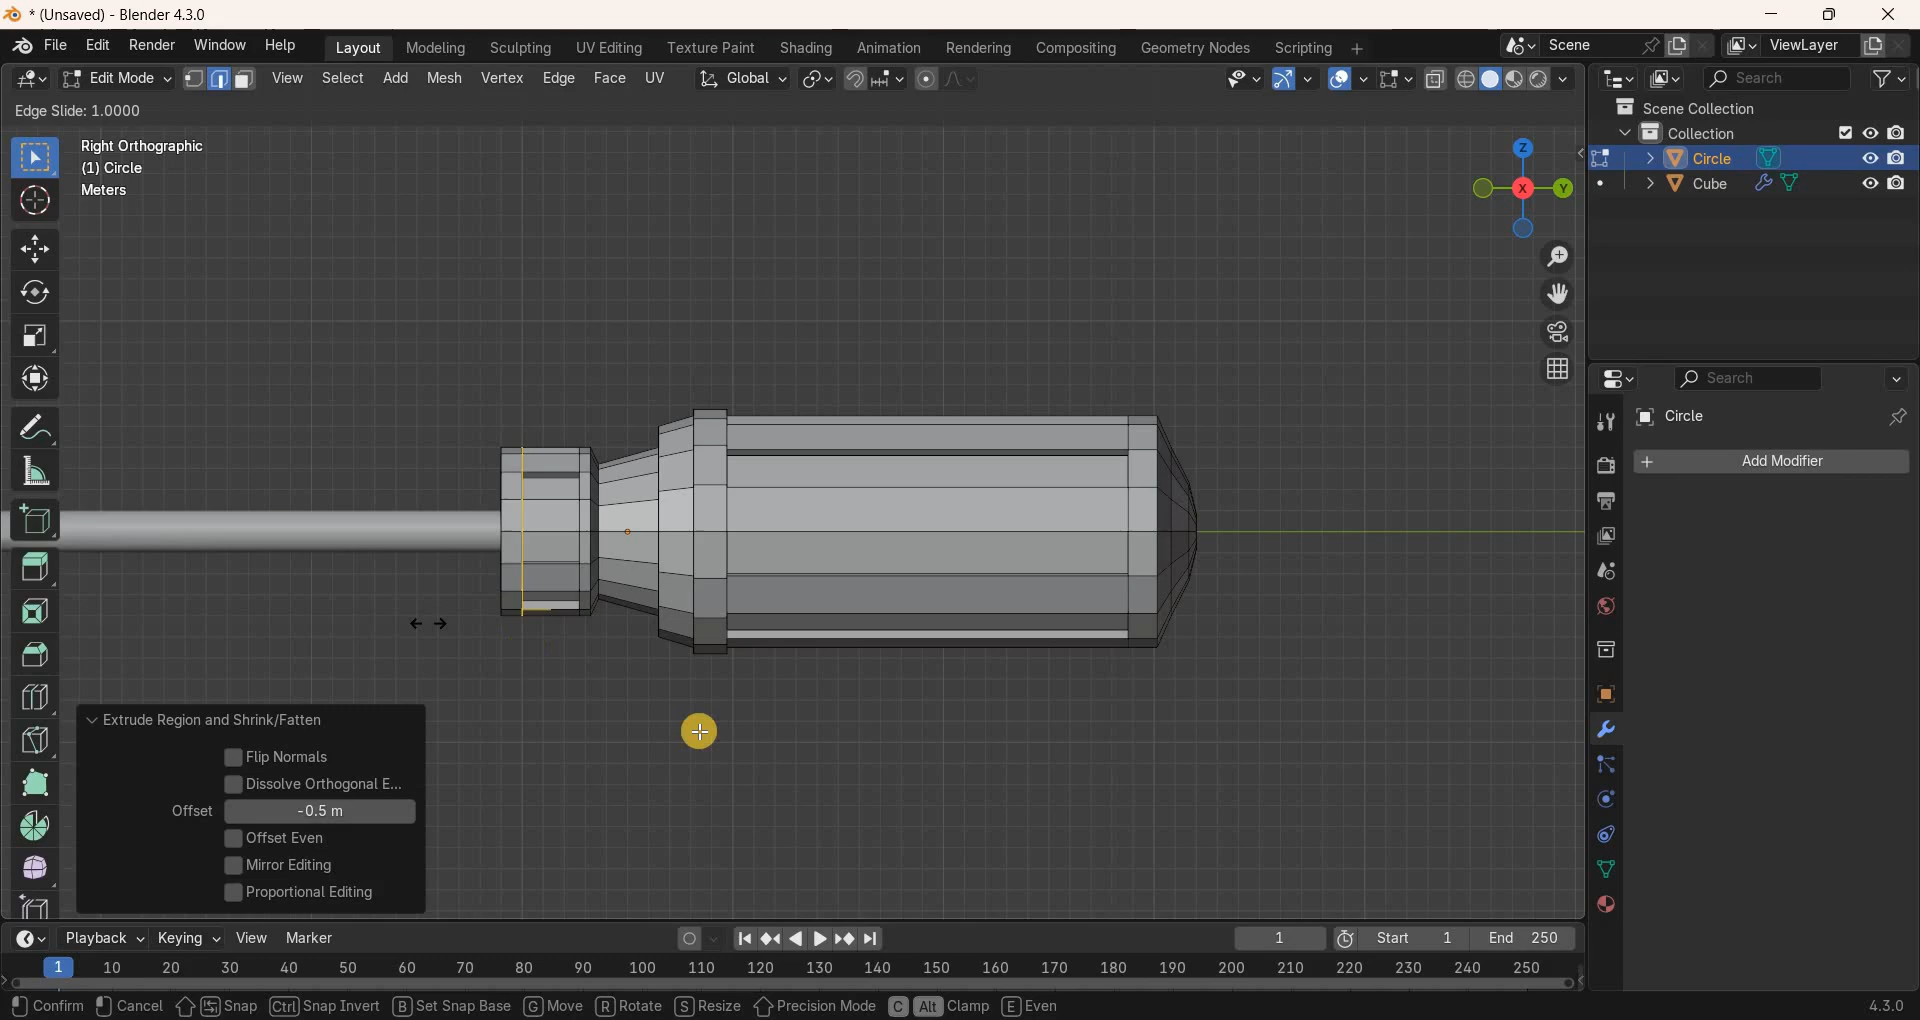 * (Unsaved) - Blender 4.3.0
File Edit Render Window Help
Layout Modeling Sculpting UV Editing Texture Paint Shading Animation Rendering Compositing Geometry Nodes Scripting
Scene
ViewLayer
Edit Mode View Select Add Mesh Vertex Edge Face UV Global
Search
Edge Slide: 1.0000
Scene Collection
Collection
Circle
Cube
Right Orthographic
(1) Circle
Meters
Z
X
Y
Search
Circle
Add Modifier
Extrude Region and Shrink/Fatten
Flip Normals
Dissolve Orthogonal E...
Offset -0.5 m
Offset Even
Mirror Editing
Proportional Editing
Playback Keying View Marker
1 Start 1 End 250
1 10 20 30 40 50 60 70 80 90 100 110 120 130 140 150 160 170 180 190 200 210 220 230 240 250
Confirm Cancel Snap Ctrl Snap Invert B Set Snap Base G Move R Rotate S Resize Precision Mode C Alt Clamp E Even
4.3.0